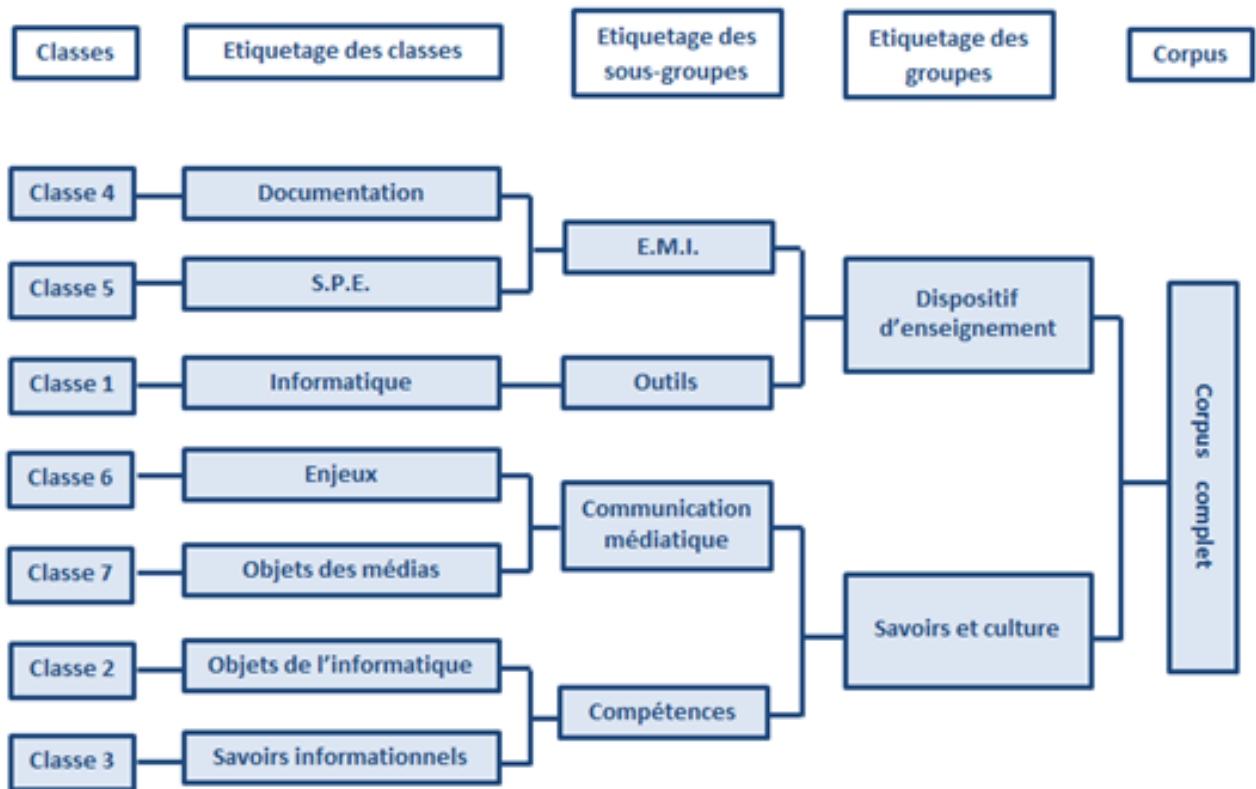 Classes
Etiquetage des classes
Etiquetage des
sous-groupes
Etiquetage des
groupes
Corpus
Classe 4
Documentation
E.M.I.
Classe 5
S.P.E.
Dispositif
d'enseignement
Classe 1
Informatique
Outils
Corpus complet
Classe 6
Enjeux
Communication
médiatique
Classe 7
Objets des médias
Savoirs et culture
Classe 2
Objets de l'informatique
Compétences
Classe 3
Savoirs informationnels